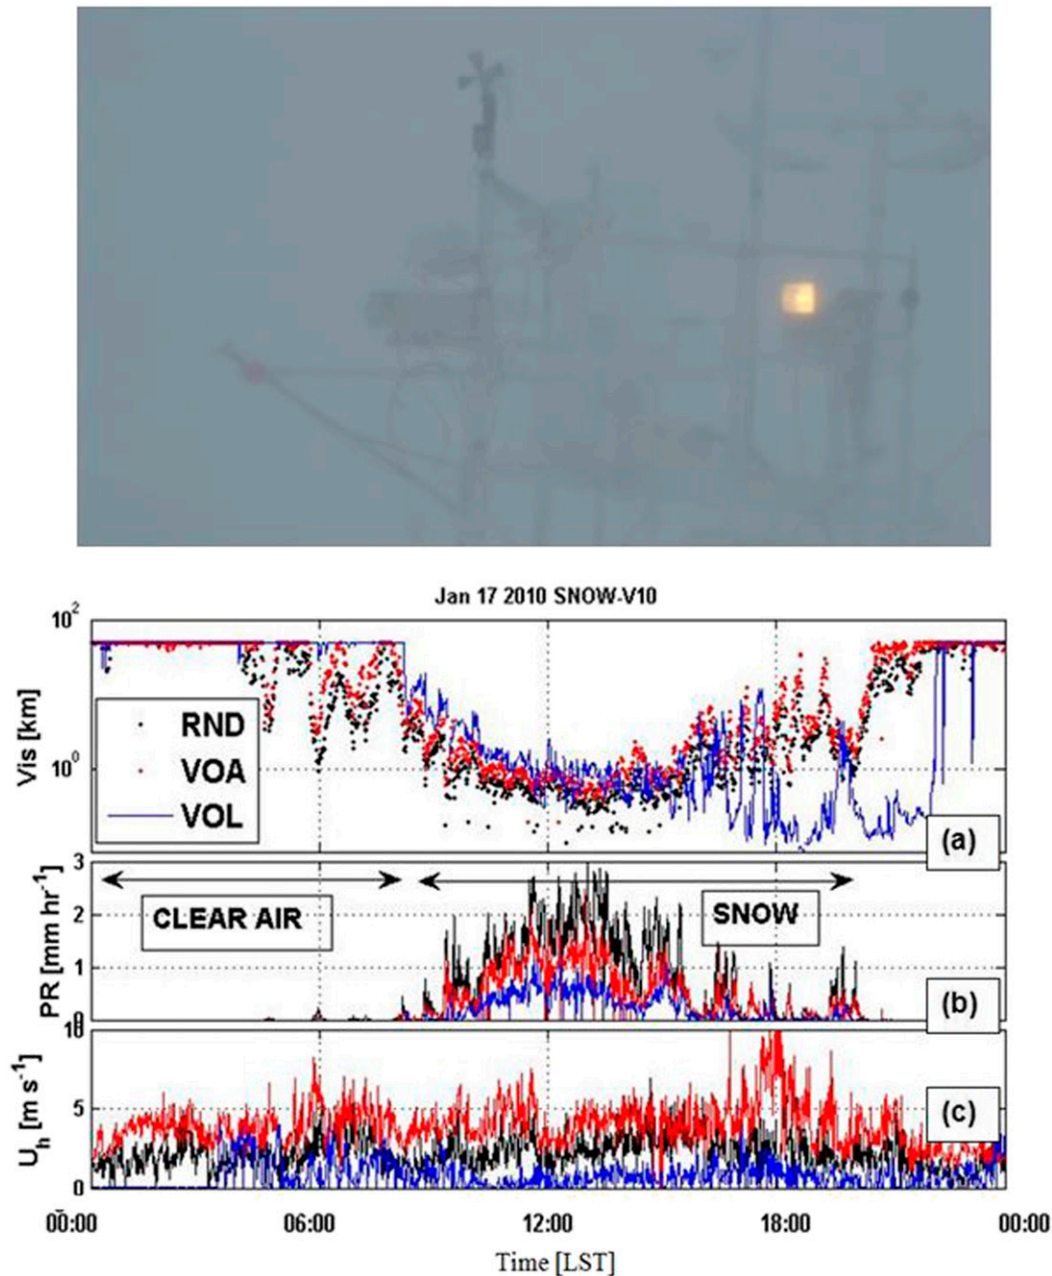 Jan 17 2010 SNOW-V10
Vis [km]
10²
10⁰
RND
VOA
VOL
(a)
PR [mm hr⁻¹]
3
2
1
0
CLEAR AIR
SNOW
(b)
Uₕ [m s⁻¹]
10
5
0
(c)
00:00
06:00
12:00
18:00
00:00
Time [LST]